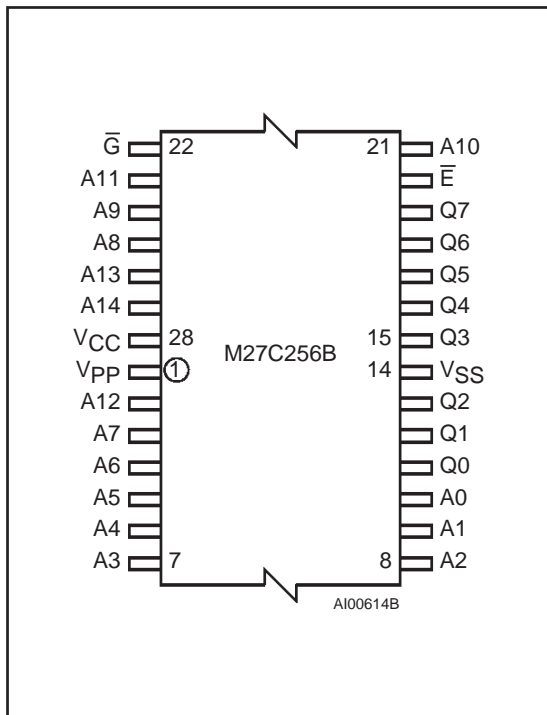 G̅ 22 21 A10
A11 E̅
A9 Q7
A8 Q6
A13 Q5
A14 Q4
VCC 28 15 Q3
M27C256B
VPP 1 14 VSS
A12 Q2
A7 Q1
A6 Q0
A5 A0
A4 A1
A3 7 8 A2
AI00614B